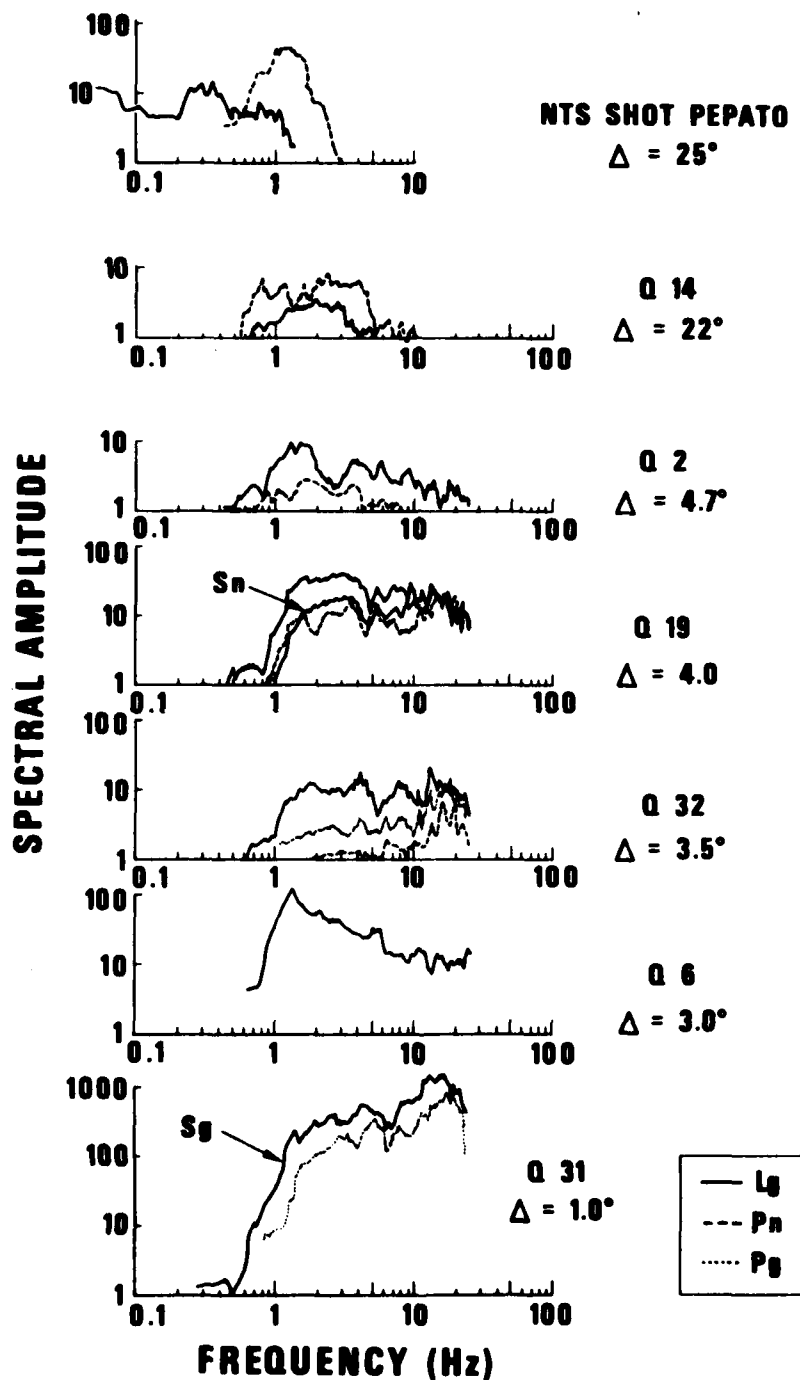 100
10
1
0.1 1 10
NTS SHOT PEPATO
Δ = 25°
10
1
0.1 1 10 100
Q 14
Δ = 22°
10
1
0.1 1 10 100
Q 2
Δ = 4.7°
100
10
1
Sn
0.1 1 10 100
Q 19
Δ = 4.0
100
10
1
0.1 1 10 100
Q 32
Δ = 3.5°
100
10
1
0.1 1 10 100
Q 6
Δ = 3.0°
1000
100
10
1
Sg
0.1 1 10 100
Q 31
Δ = 1.0°
Lg
Pn
Pg
SPECTRAL AMPLITUDE
FREQUENCY (Hz)